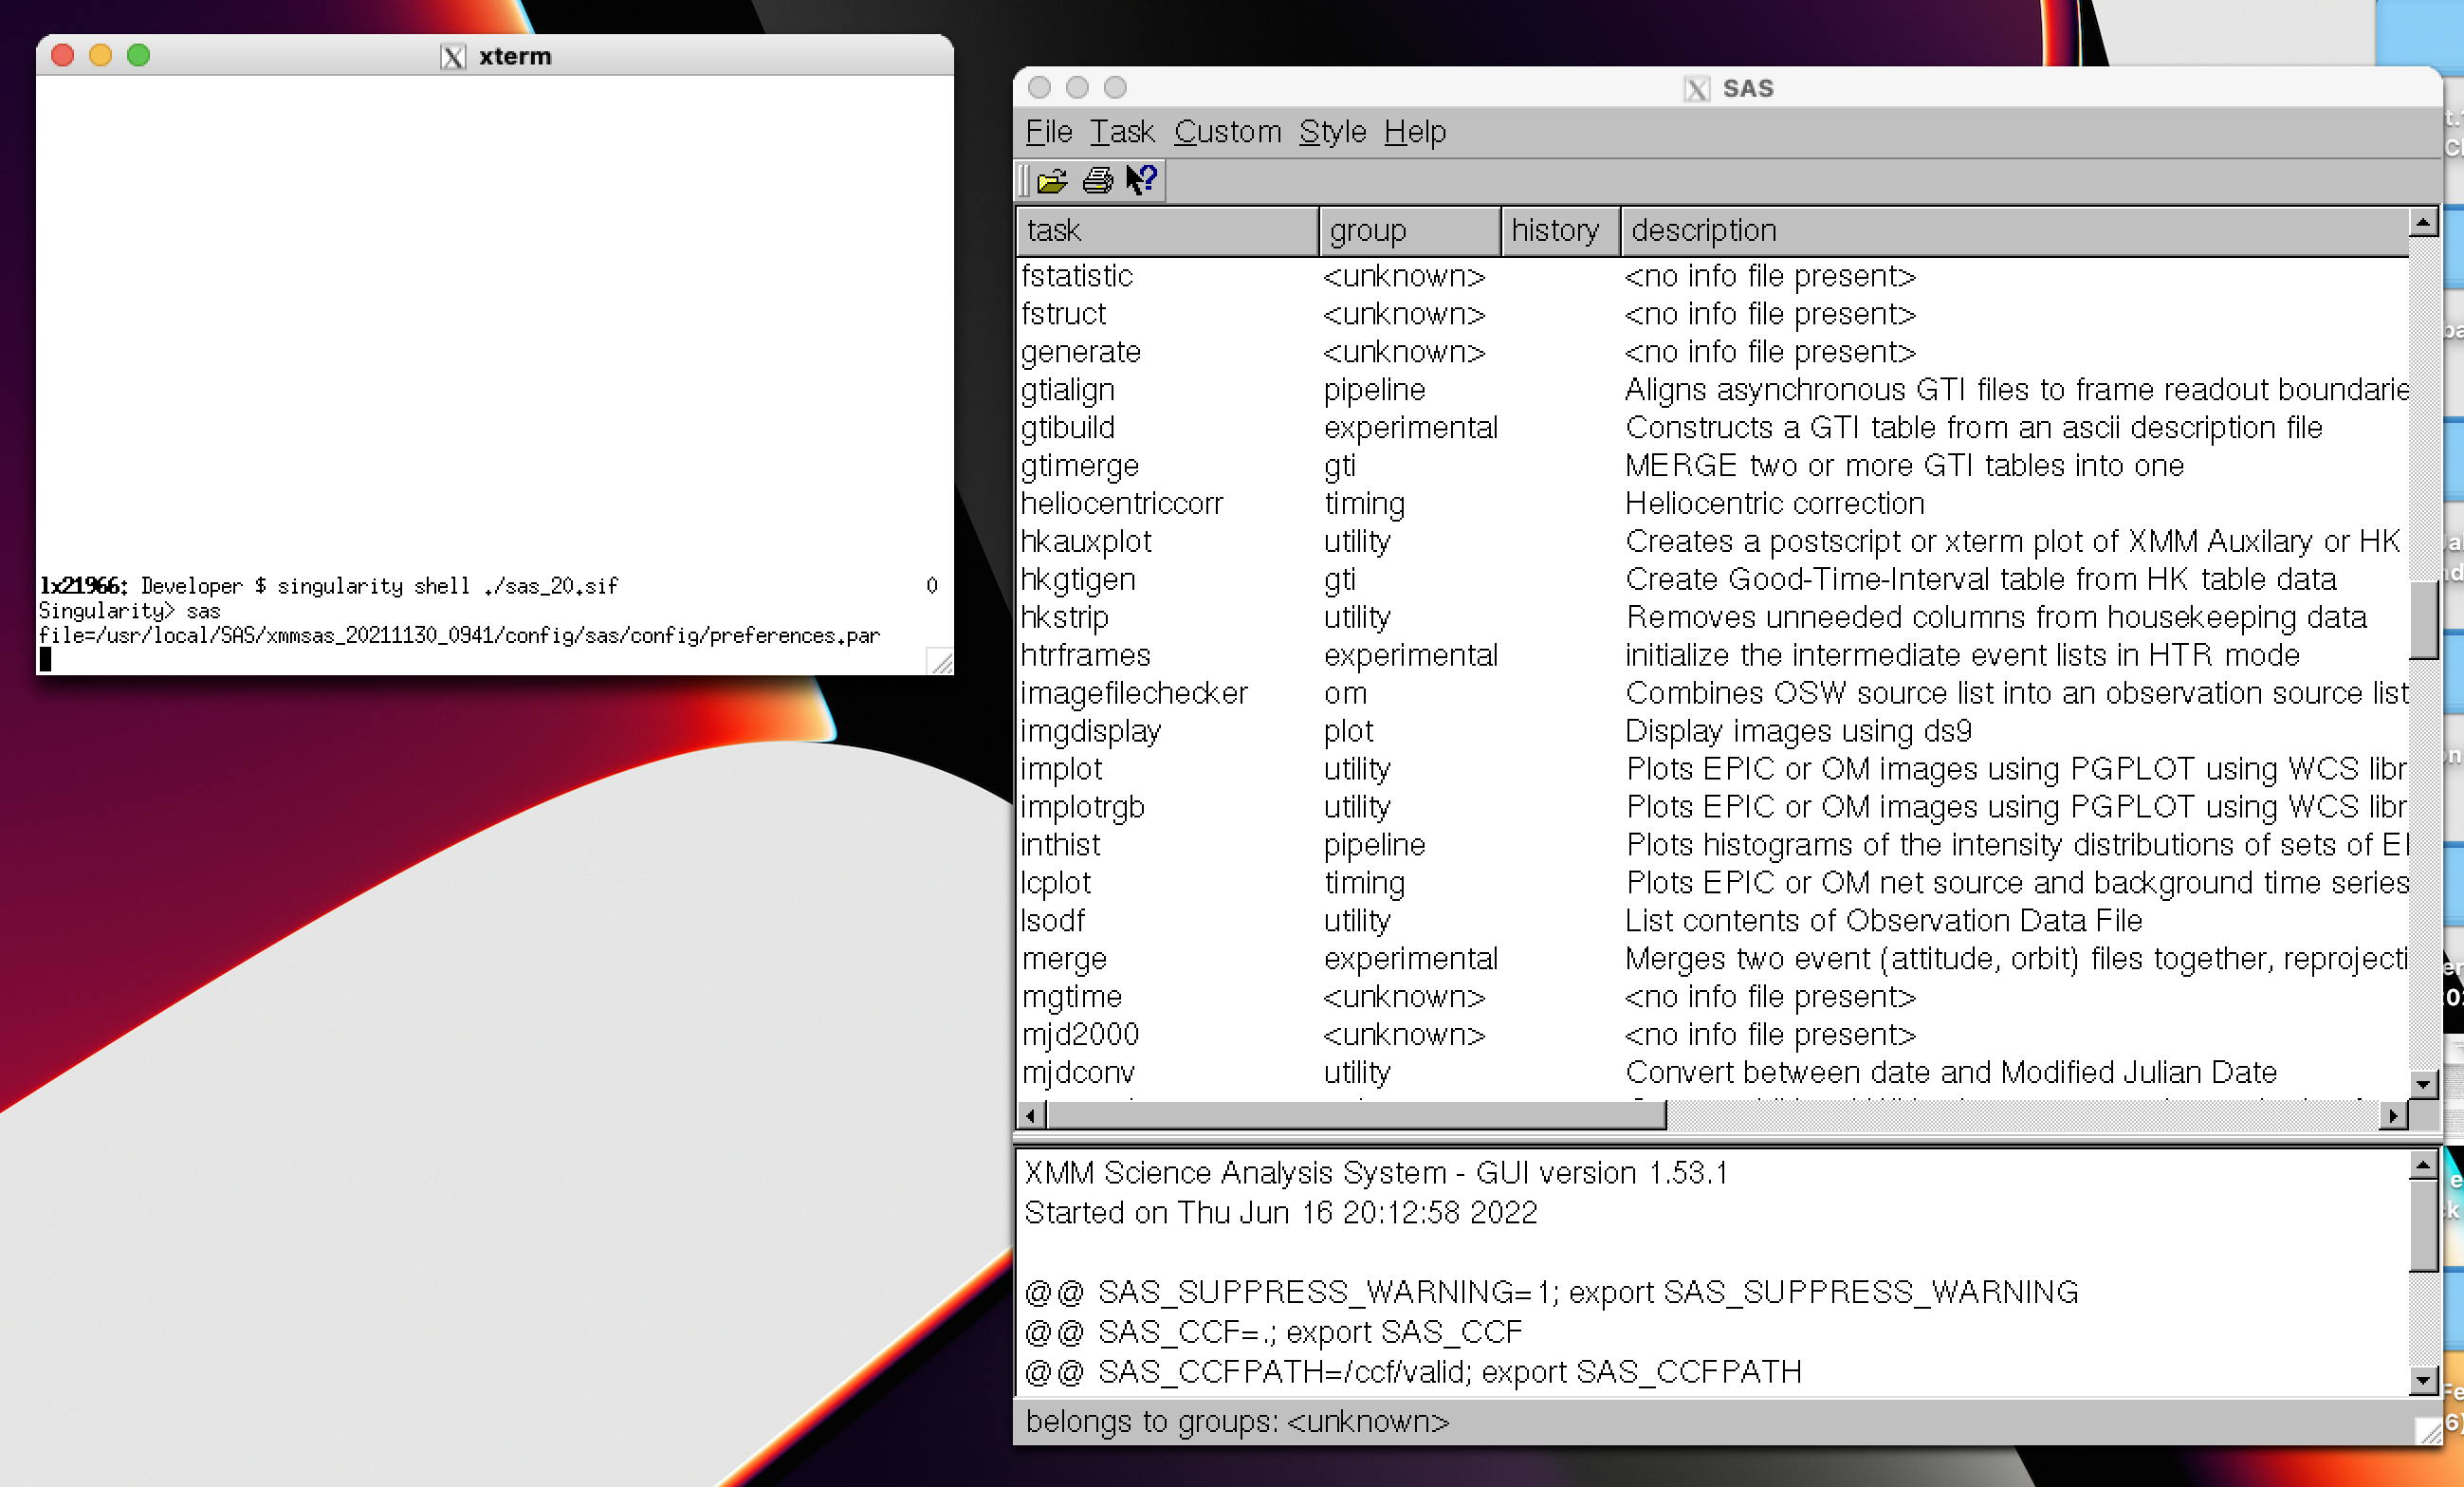 xterm
lx21966: Developer $ singularity shell ./sas_20.sif 0
Singularity> sas
file=/usr/local/SAS/xmmsas_20211130_0941/config/sas/config/preferences.par
SAS
File Task Custom Style Help
task group history description
fstatistic <unknown> <no info file present>
fstruct <unknown> <no info file present>
generate <unknown> <no info file present>
gtialign pipeline Aligns asynchronous GTI files to frame readout boundarie
gtibuild experimental Constructs a GTI table from an ascii description file
gtimerge gti MERGE two or more GTI tables into one
heliocentriccorr timing Heliocentric correction
hkauxplot utility Creates a postscript or xterm plot of XMM Auxilary or HK
hkgtigen gti Create Good-Time-Interval table from HK table data
hkstrip utility Removes unneeded columns from housekeeping data
htrframes experimental initialize the intermediate event lists in HTR mode
imagefilechecker om Combines OSW source list into an observation source list
imgdisplay plot Display images using ds9
implot utility Plots EPIC or OM images using PGPLOT using WCS libr
implotrgb utility Plots EPIC or OM images using PGPLOT using WCS libr
inthist pipeline Plots histograms of the intensity distributions of sets of
lcplot timing Plots EPIC or OM net source and background time series
lsodf utility List contents of Observation Data File
merge experimental Merges two event (attitude, orbit) files together, reprojecti
mgtime <unknown> <no info file present>
mjd2000 <unknown> <no info file present>
mjdconv utility Convert between date and Modified Julian Date
XMM Science Analysis System - GUI version 1.53.1
Started on Thu Jun 16 20:12:58 2022
@@ SAS_SUPPRESS_WARNING=1; export SAS_SUPPRESS_WARNING
@@ SAS_CCF=.; export SAS_CCF
@@ SAS_CCFPATH=/ccf/valid; export SAS_CCFPATH
belongs to groups: <unknown>